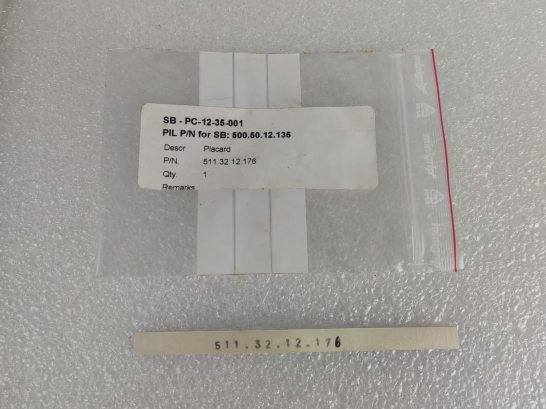 SB - PC-12-35-001
PIL P/N for SB: 500.50.12.135
Descr Placard
P/N. 511.32.12.176
Qty. 1
Remarks
511.32.12.176